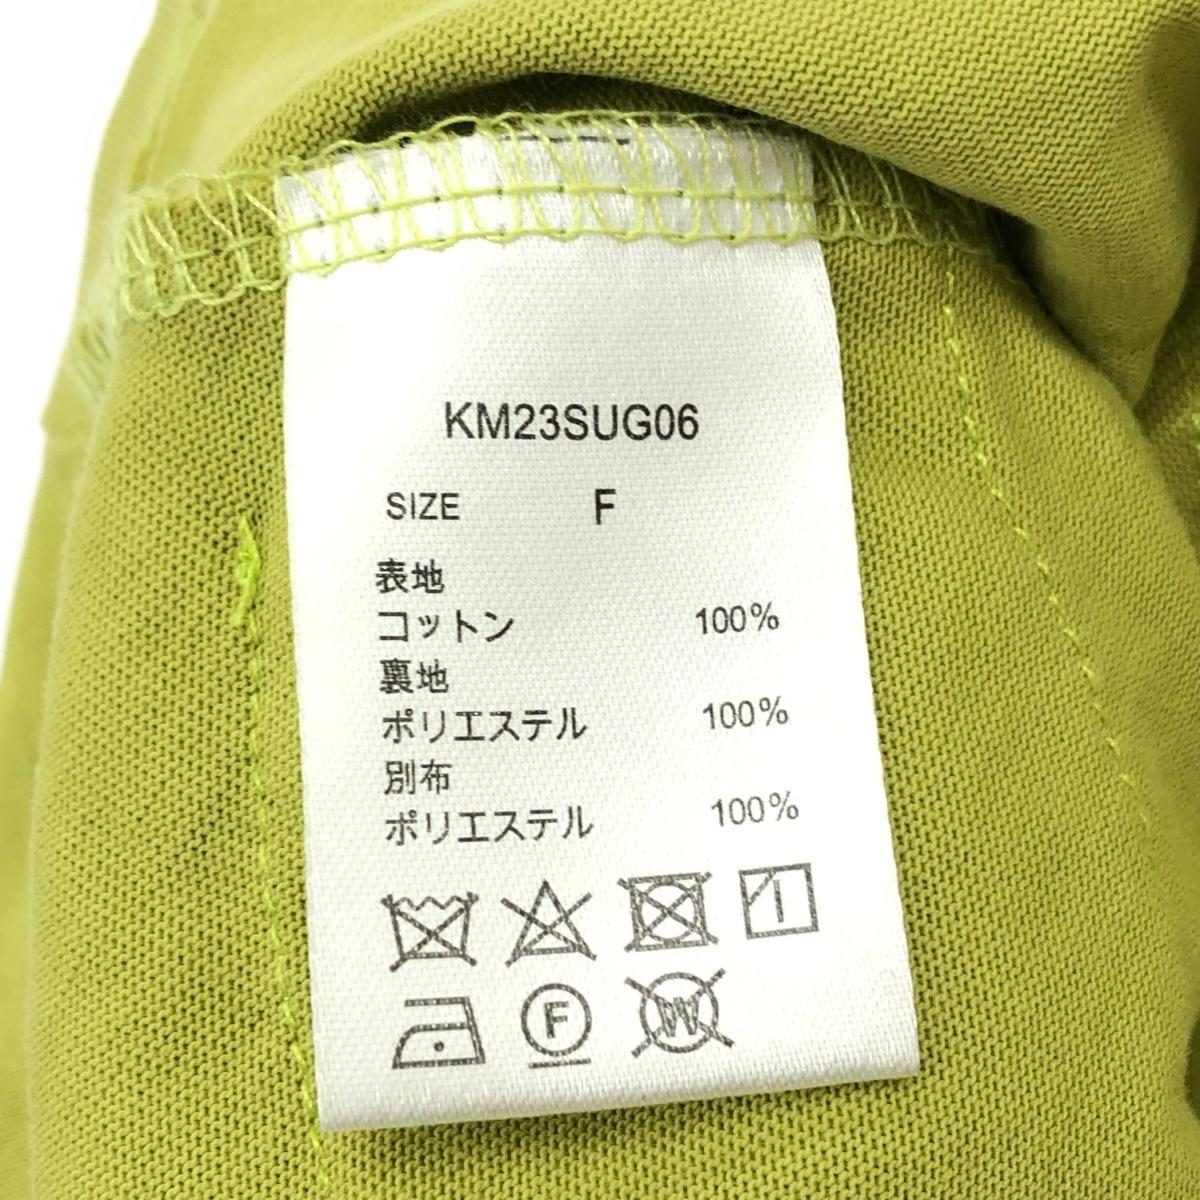 KM23SUG06
SIZE F
表地
コットン 100%
裏地
ポリエステル 100%
別布
ポリエステル 100%
F W